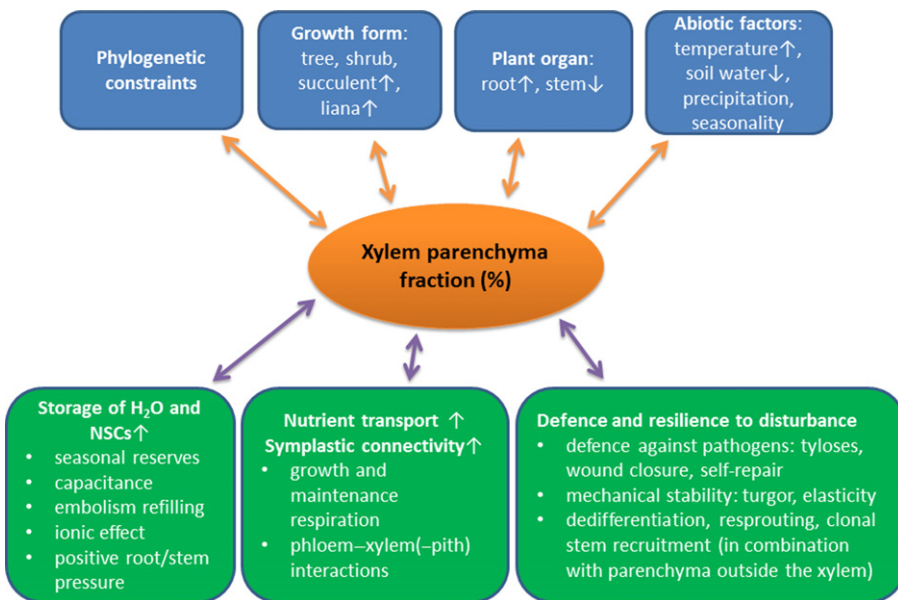 Phylogenetic
constraints
Growth form:
tree, shrub,
succulent↑,
liana↑
Plant organ:
root↑, stem↓
Abiotic factors:
temperature↑,
soil water↓,
precipitation,
seasonality
Xylem parenchyma
fraction (%)
Storage of H₂O and
NSCs↑
• seasonal reserves
• capacitance
• embolism refilling
• ionic effect
• positive root/stem
pressure
Nutrient transport ↑
Symplastic connectivity↑
• growth and
maintenance
respiration
• phloem–xylem(–pith)
interactions
Defence and resilience to disturbance
• defence against pathogens: tyloses,
wound closure, self-repair
• mechanical stability: turgor, elasticity
• dedifferentiation, resprouting, clonal
stem recruitment (in combination
with parenchyma outside the xylem)